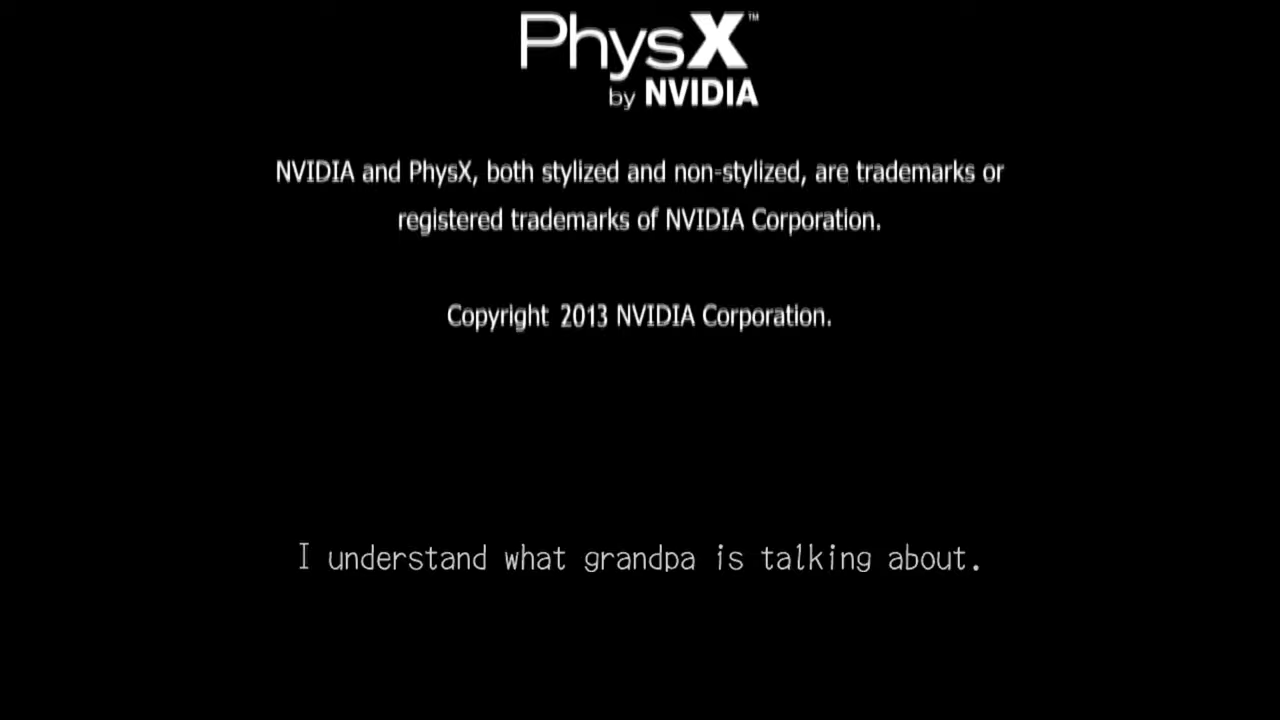 PhysX™
by NVIDIA
NVIDIA and PhysX, both stylized and non-stylized, are trademarks or
registered trademarks of NVIDIA Corporation.
Copyright 2013 NVIDIA Corporation.
I understand what grandpa is talking about.